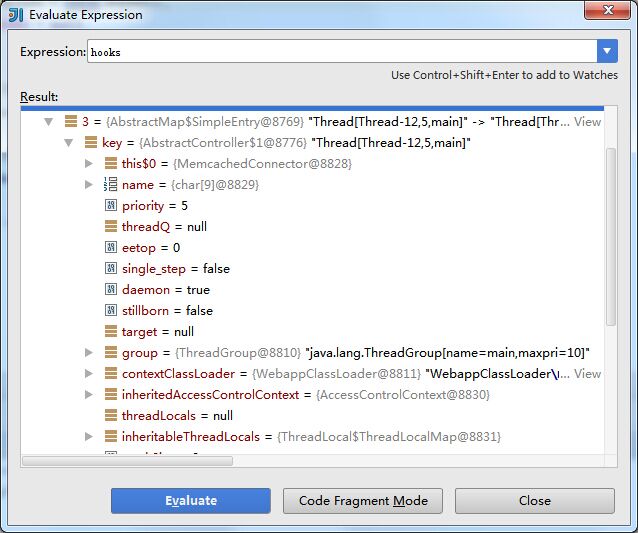 Evaluate Expression
Expression: hooks
Use Control+Shift+Enter to add to Watches
Result:
3 = {AbstractMap$SimpleEntry@8769} "Thread[Thread-12,5,main]" -> "Thread[Thr... View
key = {AbstractController$1@8776} "Thread[Thread-12,5,main]"
this$0 = {MemcachedConnector@8828}
name = {char[9]@8829}
priority = 5
threadQ = null
eetop = 0
single_step = false
daemon = true
stillborn = false
target = null
group = {ThreadGroup@8810} "java.lang.ThreadGroup[name=main,maxpri=10]"
contextClassLoader = {WebappClassLoader@8811} "WebappClassLoader\... View
inheritedAccessControlContext = {AccessControlContext@8830}
threadLocals = null
inheritableThreadLocals = {ThreadLocal$ThreadLocalMap@8831}
Evaluate Code Fragment Mode Close